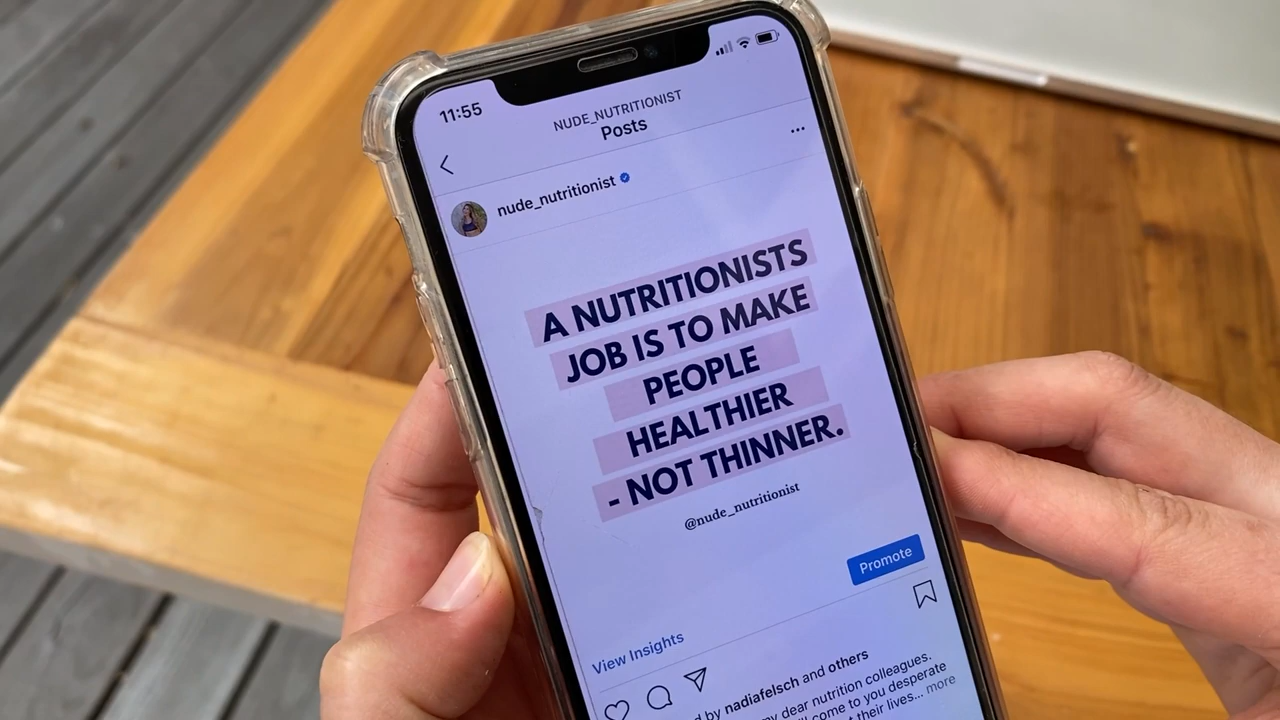 11:55
NUDE_NUTRITIONIST
Posts
nude_nutritionist
A NUTRITIONISTS
JOB IS TO MAKE
PEOPLE
HEALTHIER
- NOT THINNER.
@nude_nutritionist
Promote
View Insights
by nadiafelsch and others
my dear nutrition colleagues.
come to you desperate
their lives... more